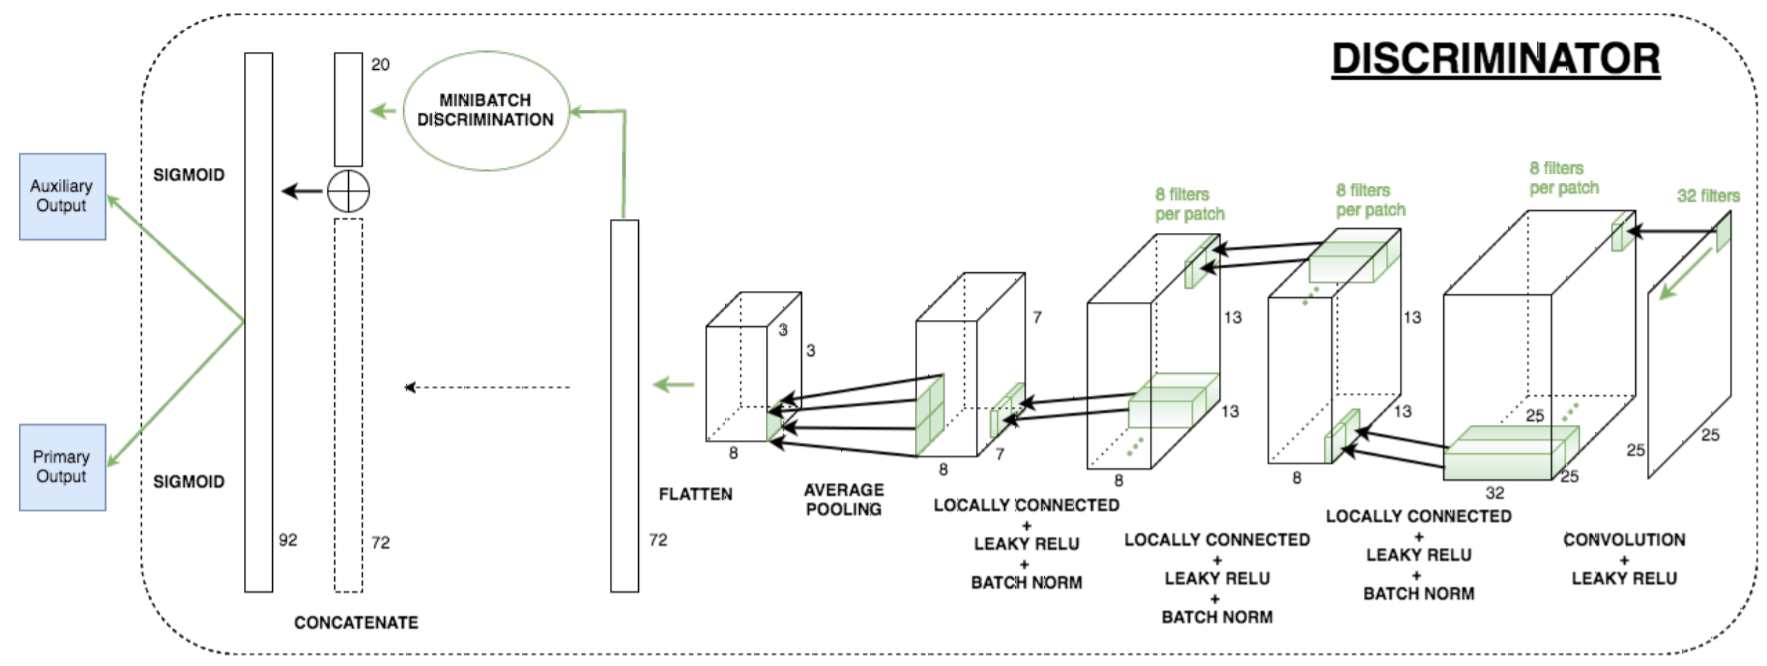 DISCRIMINATOR
20
MINIBATCH
DISCRIMINATION
SIGMOID
Auxiliary
Output
8 filters
per patch
8 filters
per patch
8 filters
per patch
32 filters
3
3
8
7
7
8
13
13
8
13
13
8
25
25
32
25
25
Primary
Output
SIGMOID
92
72
72
FLATTEN
AVERAGE
POOLING
LOCALLY CONNECTED
+
LEAKY RELU
+
BATCH NORM
LOCALLY CONNECTED
+
LEAKY RELU
+
BATCH NORM
LOCALLY CONNECTED
+
LEAKY RELU
+
BATCH NORM
CONVOLUTION
+
LEAKY RELU
CONCATENATE